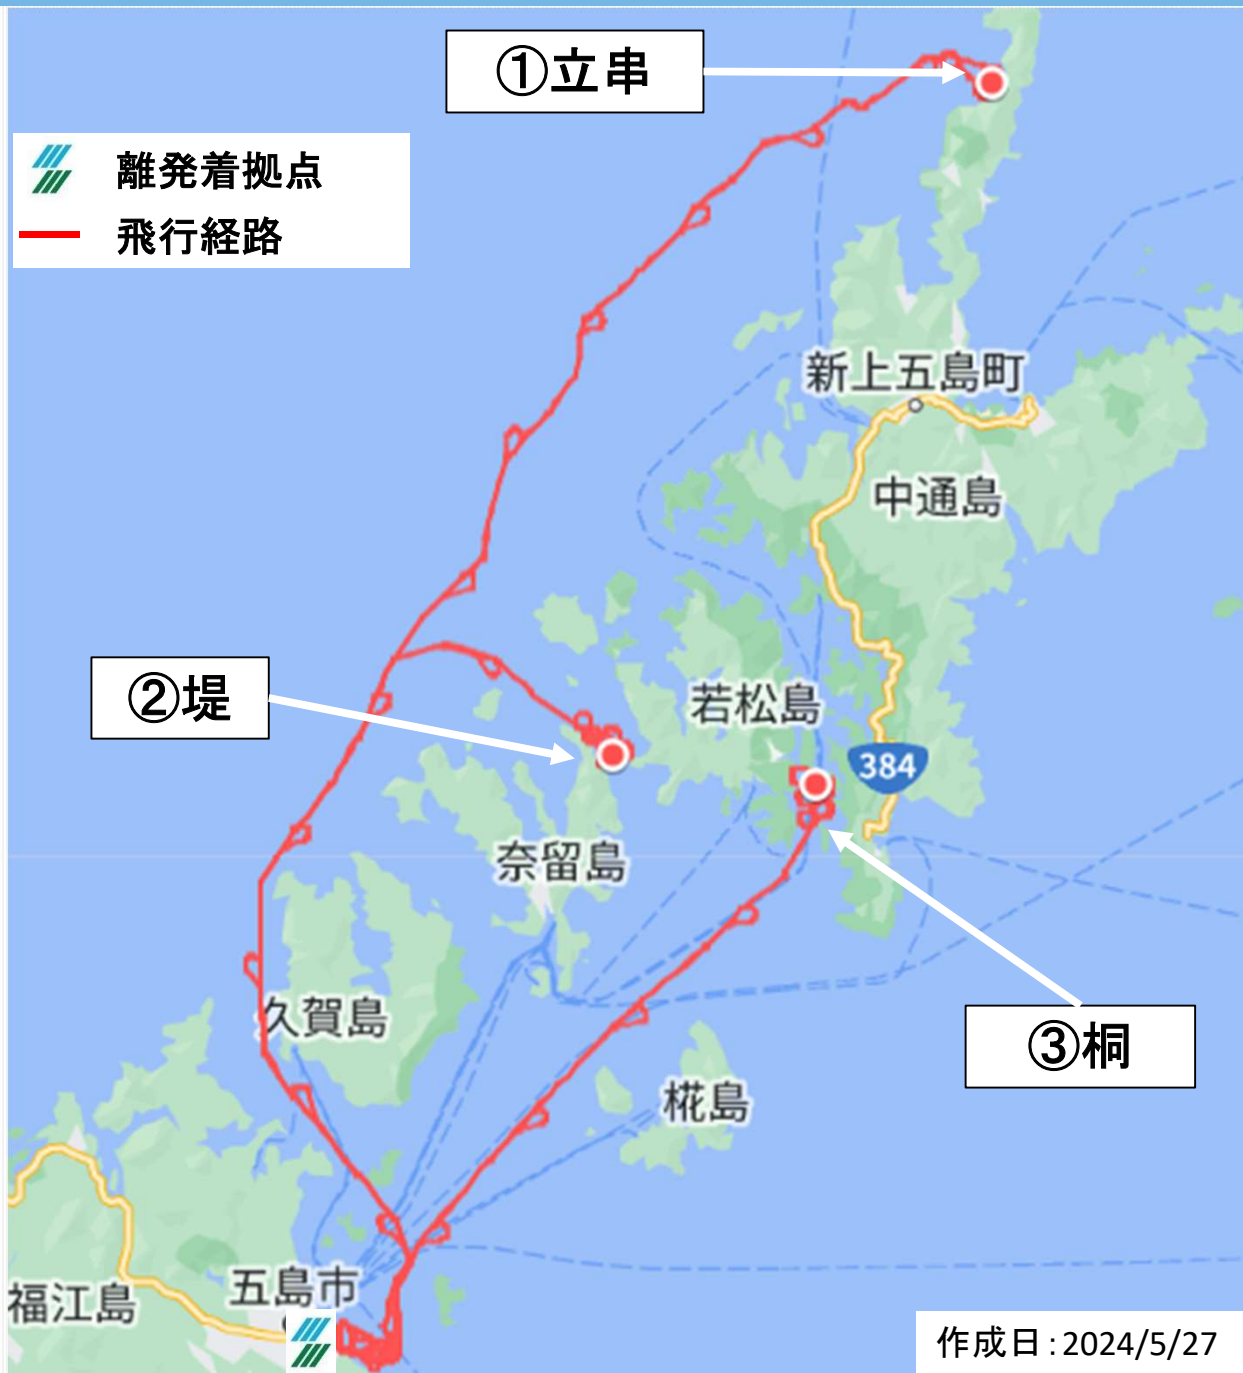 ①立串
離発着拠点
飛行経路
新上五島町
中通島
②堤
若松島
384
奈留島
久賀島
③桐
椛島
五島市
福江島
作成日:2024/5/27